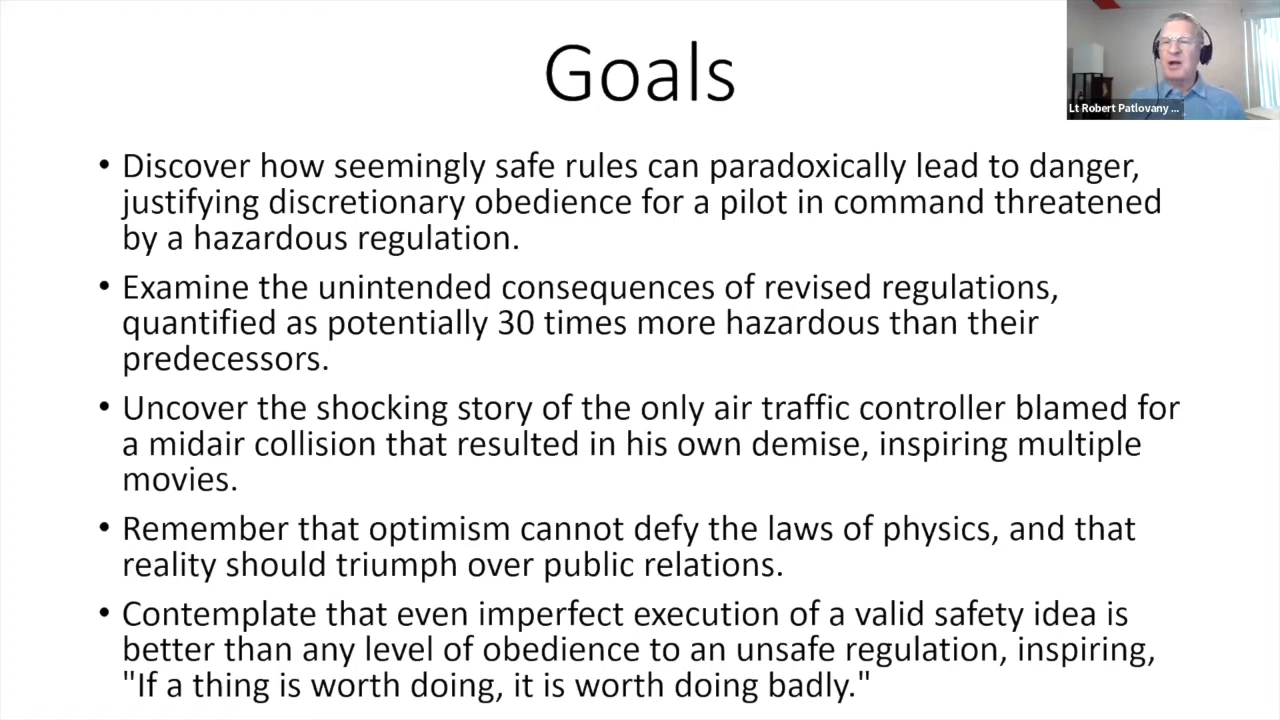 Goals
Lt Robert Patlovany ...
• Discover how seemingly safe rules can paradoxically lead to danger,
justifying discretionary obedience for a pilot in command threatened
by a hazardous regulation.
• Examine the unintended consequences of revised regulations,
quantified as potentially 30 times more hazardous than their
predecessors.
• Uncover the shocking story of the only air traffic controller blamed for
a midair collision that resulted in his own demise, inspiring multiple
movies.
• Remember that optimism cannot defy the laws of physics, and that
reality should triumph over public relations.
• Contemplate that even imperfect execution of a valid safety idea is
better than any level of obedience to an unsafe regulation, inspiring,
"If a thing is worth doing, it is worth doing badly."